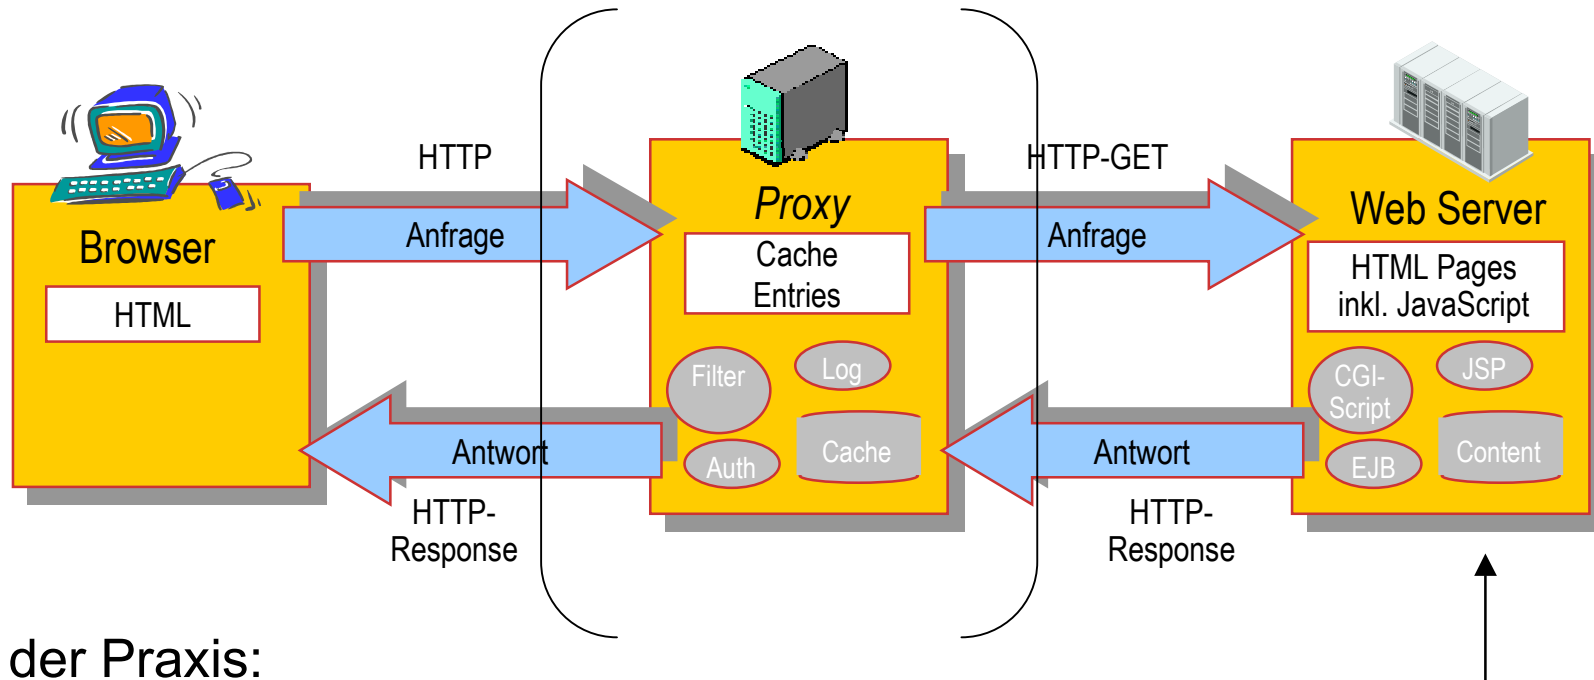 HTTP
HTTP-GET
Browser
HTML
Anfrage
Proxy
Cache
Entries
Anfrage
Web Server
HTML Pages
inkl. JavaScript
Filter
Log
CGI-
Script
JSP
Antwort
Auth
Cache
Antwort
EJB
Content
HTTP-
Response
HTTP-
Response
der Praxis: